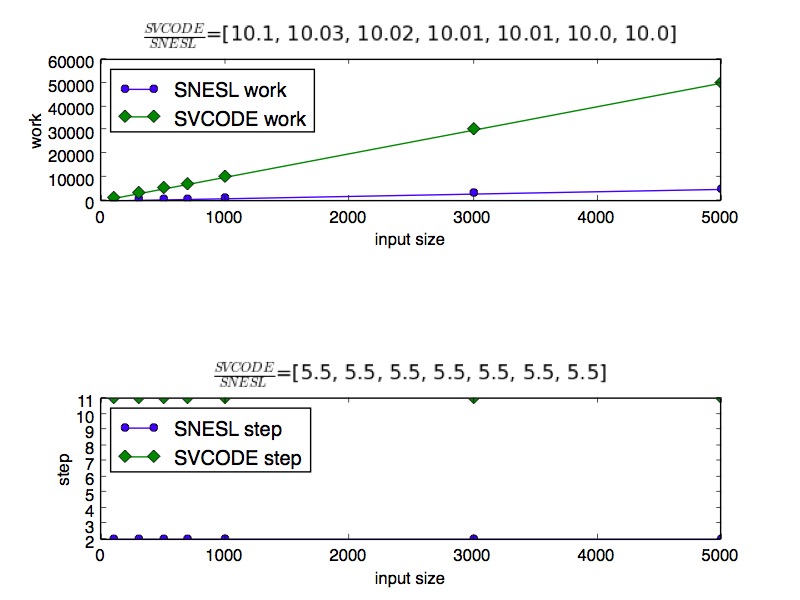 SVCODE/SNESL=[10.1, 10.03, 10.02, 10.01, 10.01, 10.0, 10.0]
60000
50000
40000
30000
20000
10000
0
work
SNESL work
SVCODE work
0 1000 2000 3000 4000 5000
input size
SVCODE/SNESL=[5.5, 5.5, 5.5, 5.5, 5.5, 5.5, 5.5]
11
10
9
8
7
6
5
4
3
2
step
SNESL step
SVCODE step
0 1000 2000 3000 4000 5000
input size